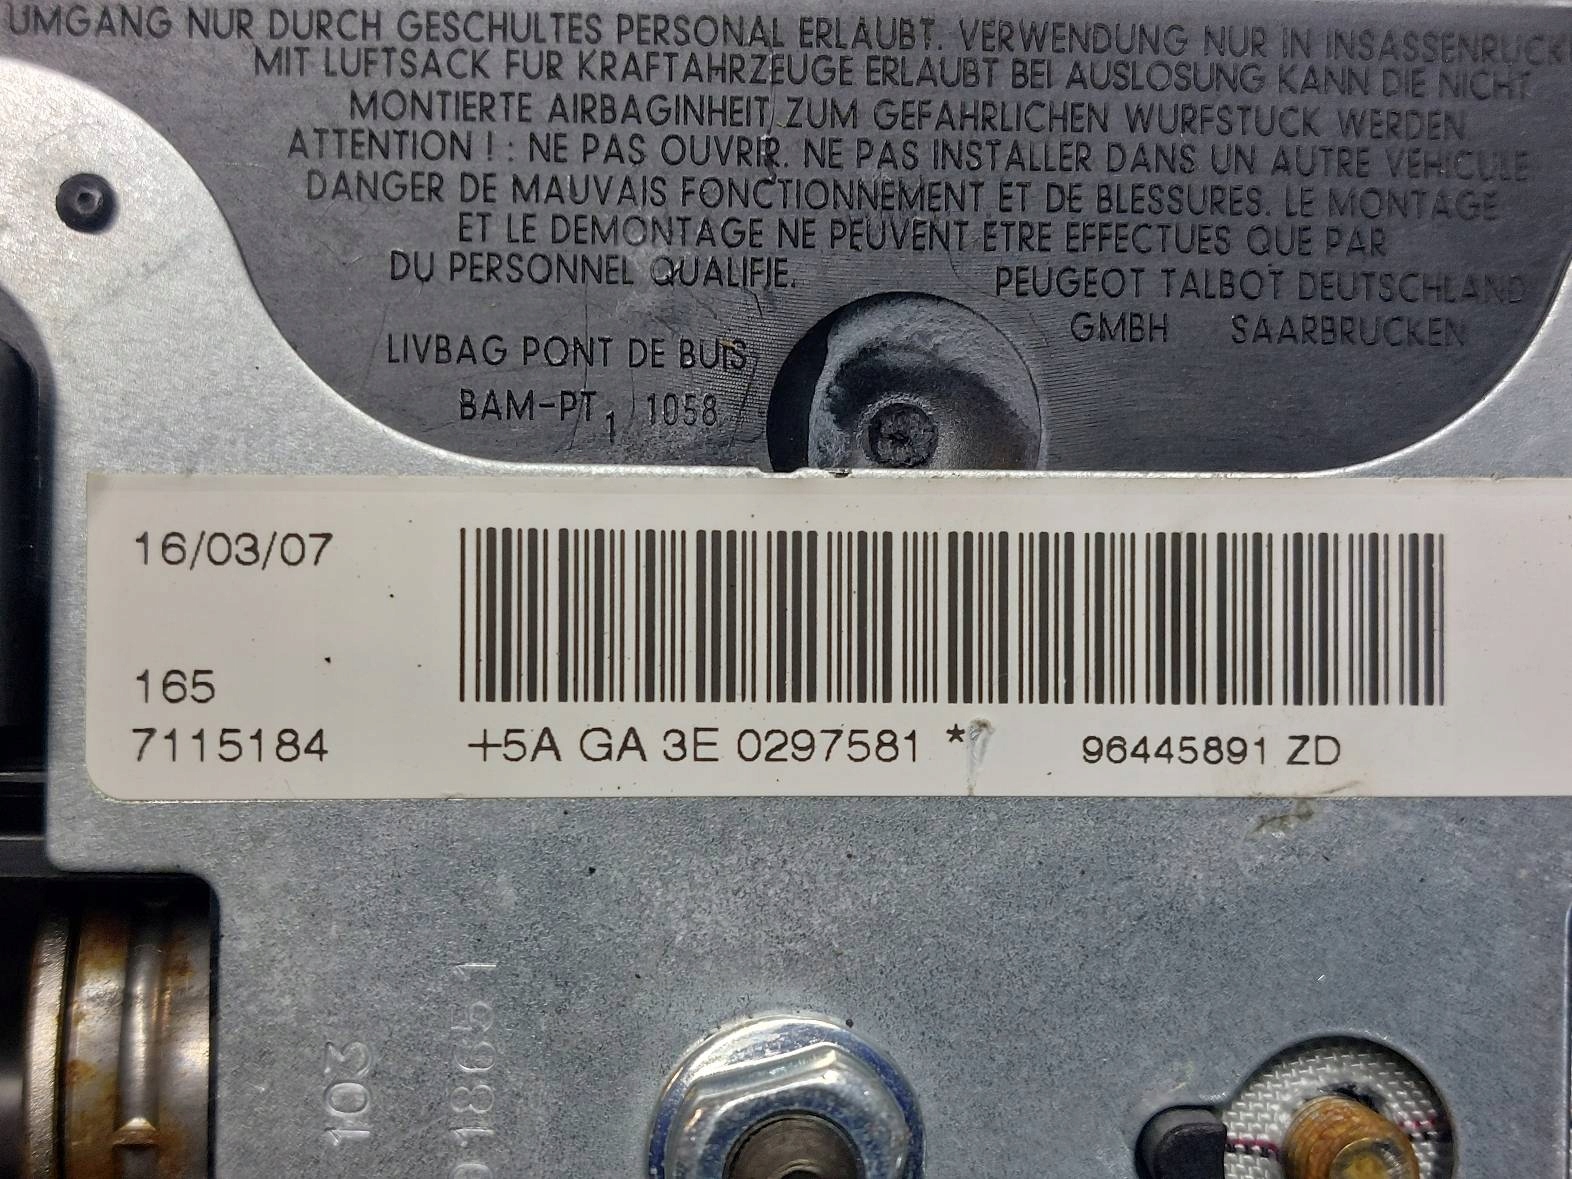 UMGANG NUR DURCH GESCHULTES PERSONAL ERLAUBT. VERWENDUNG NUR IN INSASSENRUCK
MIT LUFTSACK FUR KRAFTAHRZEUGE ERLAUBT BEI AUSLOSUNG KANN DIE NICHT
MONTIERTE AIRBAGINHEIT ZUM GEFAHRLICHEN WURFSTUCK WERDEN
ATTENTION ! : NE PAS OUVRIR. NE PAS INSTALLER DANS UN AUTRE VEHICULE
DANGER DE MAUVAIS FONCTIONNEMENT ET DE BLESSURES. LE MONTAGE
ET LE DEMONTAGE NE PEUVENT ETRE EFFECTUES QUE PAR
DU PERSONNEL QUALIFIE. PEUGEOT TALBOT DEUTSCHLAND
GMBH SAARBRUCKEN
LIVBAG PONT DE BUIS
BAM-PT1 1058
16/03/07
165
7115184 +5A GA 3E 0297581 * 96445891 ZD
103
018651